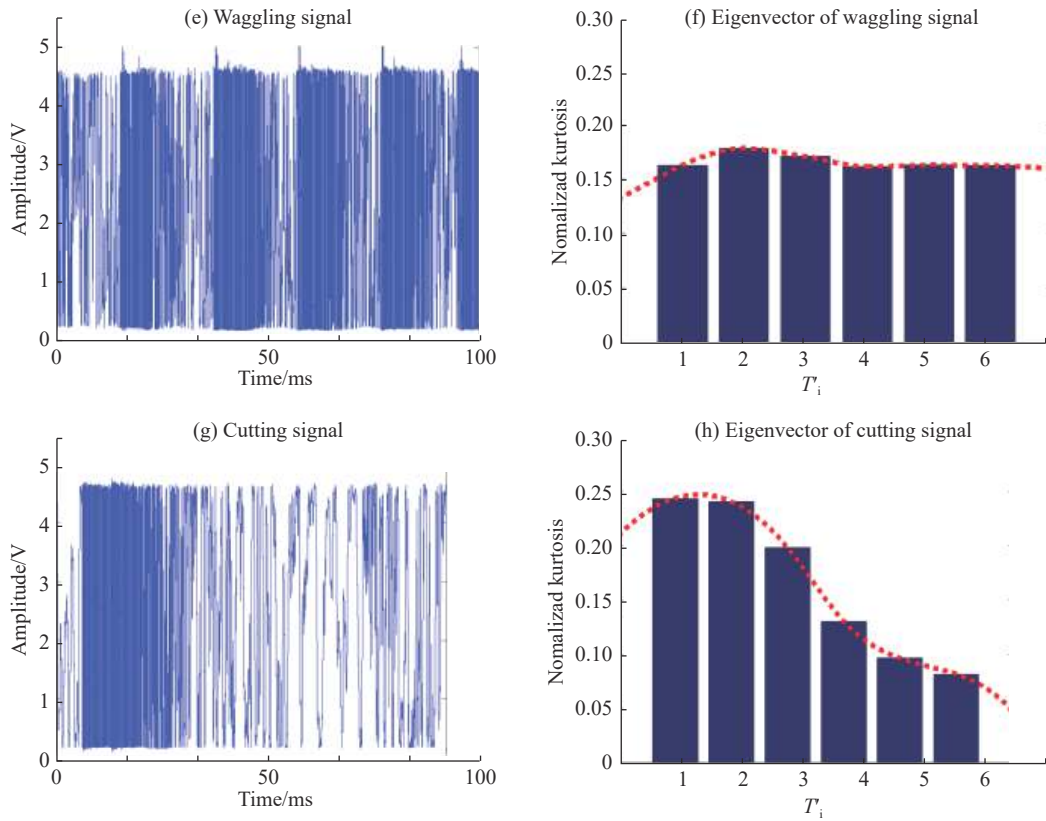 (e) Waggling signal
5
4
3
2
1
0
Amplitude/V
0 50 100
Time/ms
(f) Eigenvector of waggling signal
0.30
0.25
0.20
0.15
0.10
0.05
0
Nomalizad kurtosis
1 2 3 4 5 6
T'i
(g) Cutting signal
5
4
3
2
1
0
Amplitude/V
0 50 100
Time/ms
(h) Eigenvector of cutting signal
0.30
0.25
0.20
0.15
0.10
0.05
0
Nomalizad kurtosis
1 2 3 4 5 6
T'i